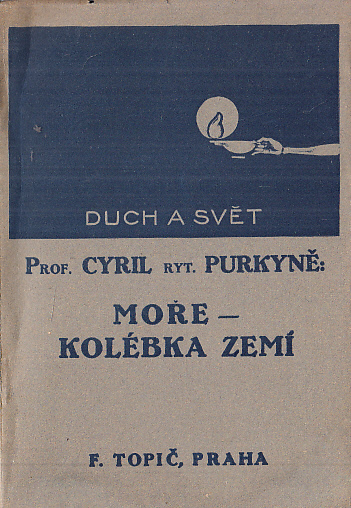 DUCH A SVĚT
PROF. CYRIL RYT. PURKYNĚ:
MOŘE —
KOLÉBKA ZEMÍ
F. TOPIČ, PRAHA